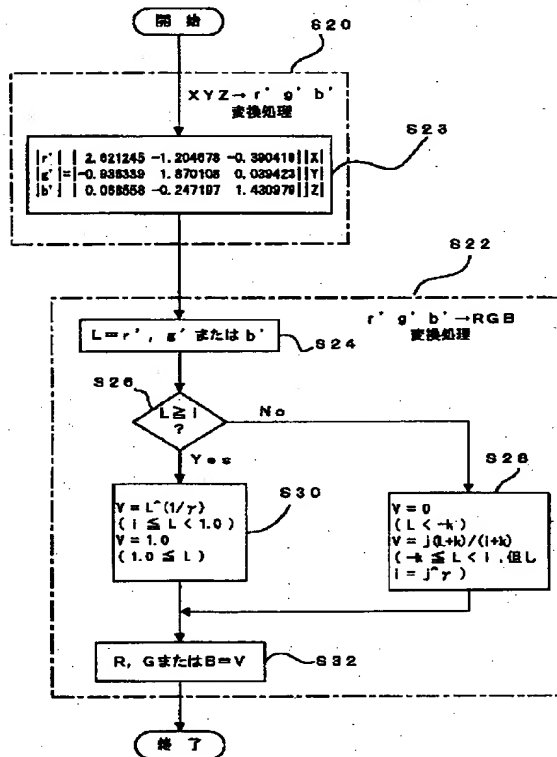 開 始
S20
XYZ→r' g' b'
変換処理
S23
|r'| | 2.621245 -1.204678 -0.390418||X|
|g'|=|-0.938339 1.870108 0.039423||Y|
|b'| | 0.068558 -0.247197 1.430979||Z|
S22
r' g' b'→RGB
変換処理
L=r', g' または b'
S24
S26
L≧i
?
No
Yes
S28
S30
V=L^(1/γ)
(i≦L<1.0)
V=1.0
(1.0≦L)
V=0
(L<-k)
V=j(L+k)/(i+k)
(-k≦L<i,但し
i=j^γ)
R, GまたはB=V
S32
終 了